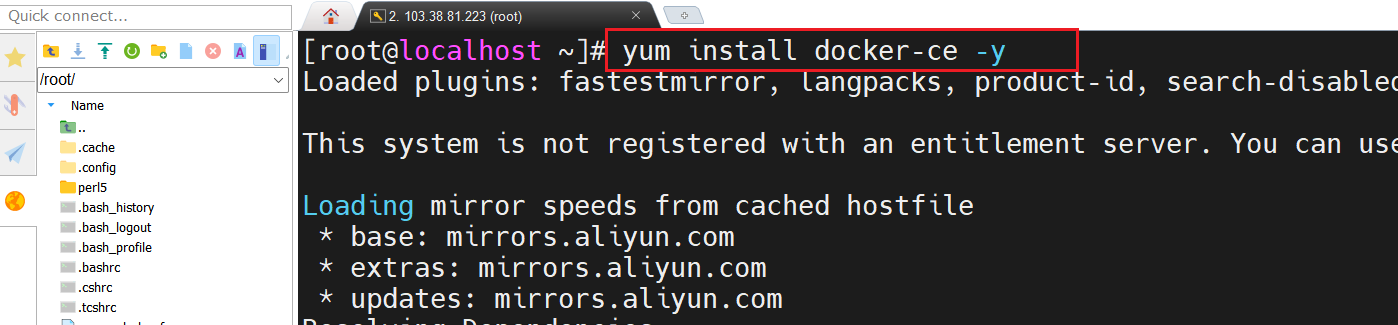 Quick connect...
2. 103.38.81.223 (root)
/root/
Name
..
.cache
.config
perl5
.bash_history
.bash_logout
.bash_profile
.bashrc
.cshrc
.tcshrc
[root@localhost ~]# yum install docker-ce -y
Loaded plugins: fastestmirror, langpacks, product-id, search-disabled
This system is not registered with an entitlement server. You can use
Loading mirror speeds from cached hostfile
* base: mirrors.aliyun.com
* extras: mirrors.aliyun.com
* updates: mirrors.aliyun.com
Resolving Dependencies